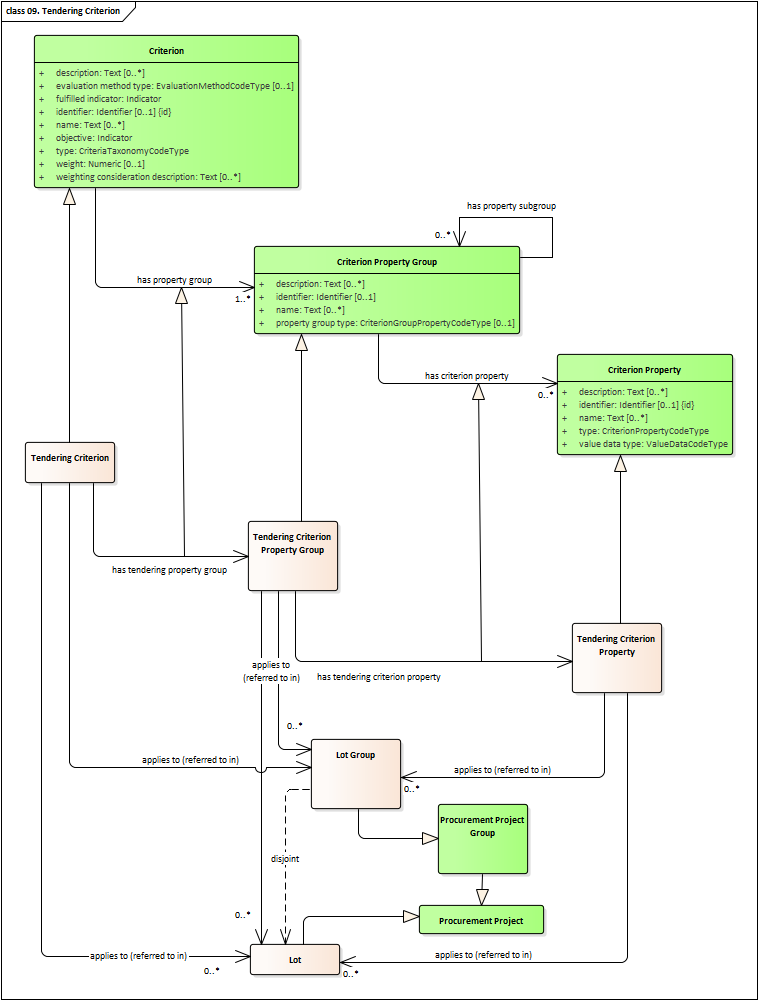 class 09. Tendering Criterion
Criterion
+ description: Text [0..*]
+ evaluation method type: EvaluationMethodCodeType [0..1]
+ fulfilled indicator: Indicator
+ identifier: Identifier [0..1] {id}
+ name: Text [0..*]
+ objective: Indicator
+ type: CriteriaTaxonomyCodeType
+ weight: Numeric [0..1]
+ weighting consideration description: Text [0..*]
has property subgroup
0..*
has property group
1..*
Criterion Property Group
+ description: Text [0..*]
+ identifier: Identifier [0..1]
+ name: Text [0..*]
+ property group type: CriterionGroupPropertyCodeType [0..1]
has criterion property
0..*
Criterion Property
+ description: Text [0..*]
+ identifier: Identifier [0..1] {id}
+ name: Text [0..*]
+ type: CriterionPropertyCodeType
+ value data type: ValueDataCodeType
Tendering Criterion
Tendering Criterion
Property Group
has tendering property group
Tendering Criterion
Property
applies to
(referred to in)
has tendering criterion property
0..*
Lot Group
applies to (referred to in)
applies to (referred to in)
0..*
Procurement Project
Group
disjoint
0..*
Procurement Project
applies to (referred to in)
0..*
Lot
applies to (referred to in)
0..*